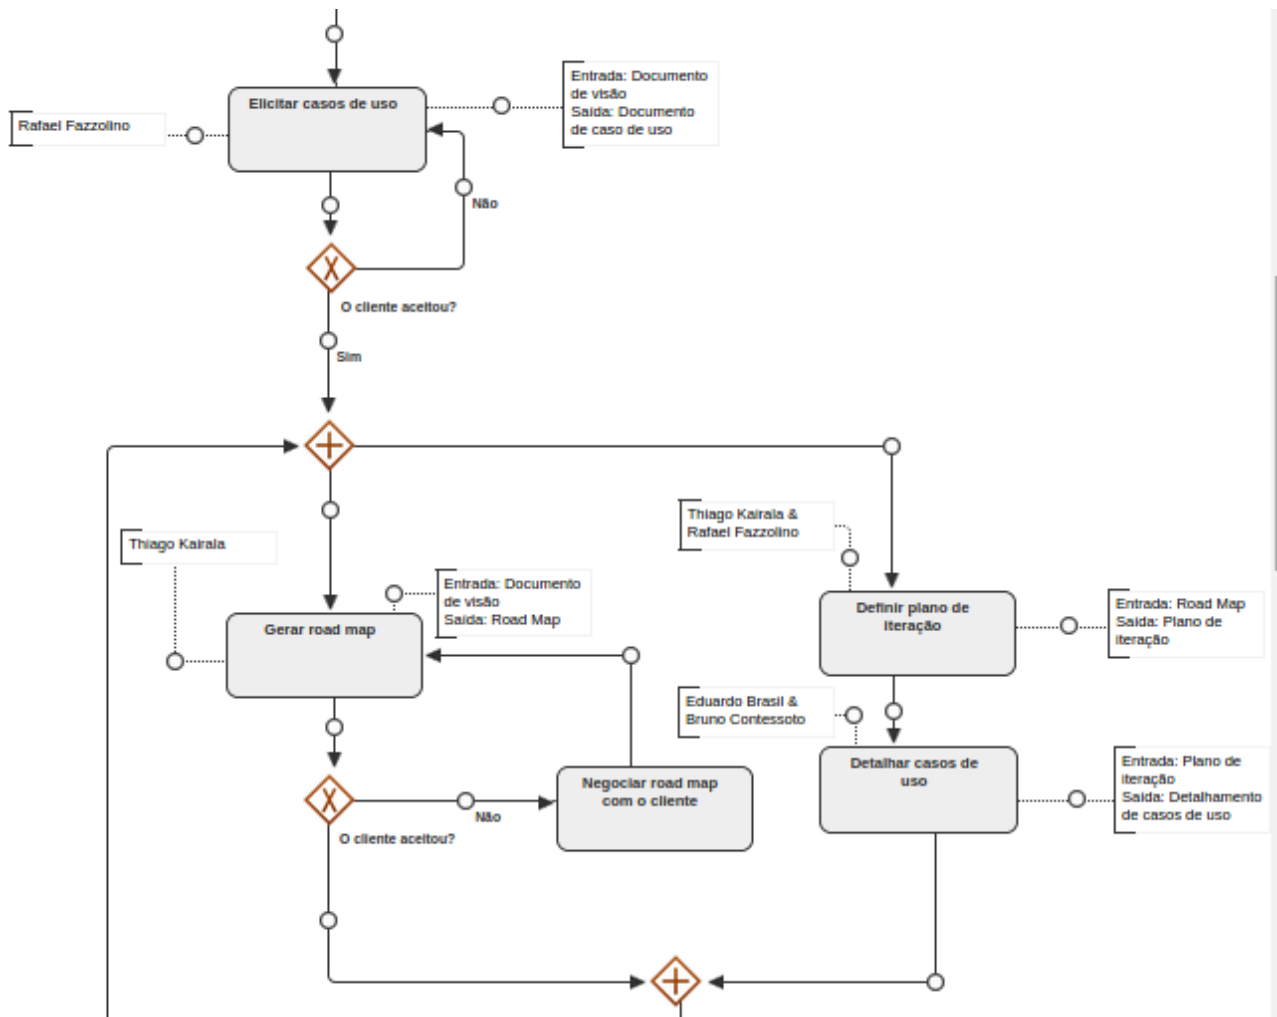 Elicitar casos de uso
Entrada: Documento
de visão
Saída: Documento
de caso de uso
Rafael Fazzolino
Não
O cliente aceitou?
Sim
Thiago Kairala
Entrada: Documento
de visão
Saída: Road Map
Gerar road map
Thiago Kairala &
Rafael Fazzolino
Definir plano de
iteração
Entrada: Road Map
Saída: Plano de
iteração
Eduardo Brasil &
Bruno Contessoto
Detalhar casos de
uso
Entrada: Plano de
iteração
Saída: Detalhamento
de casos de uso
Negociar road map
com o cliente
Não
O cliente aceitou?